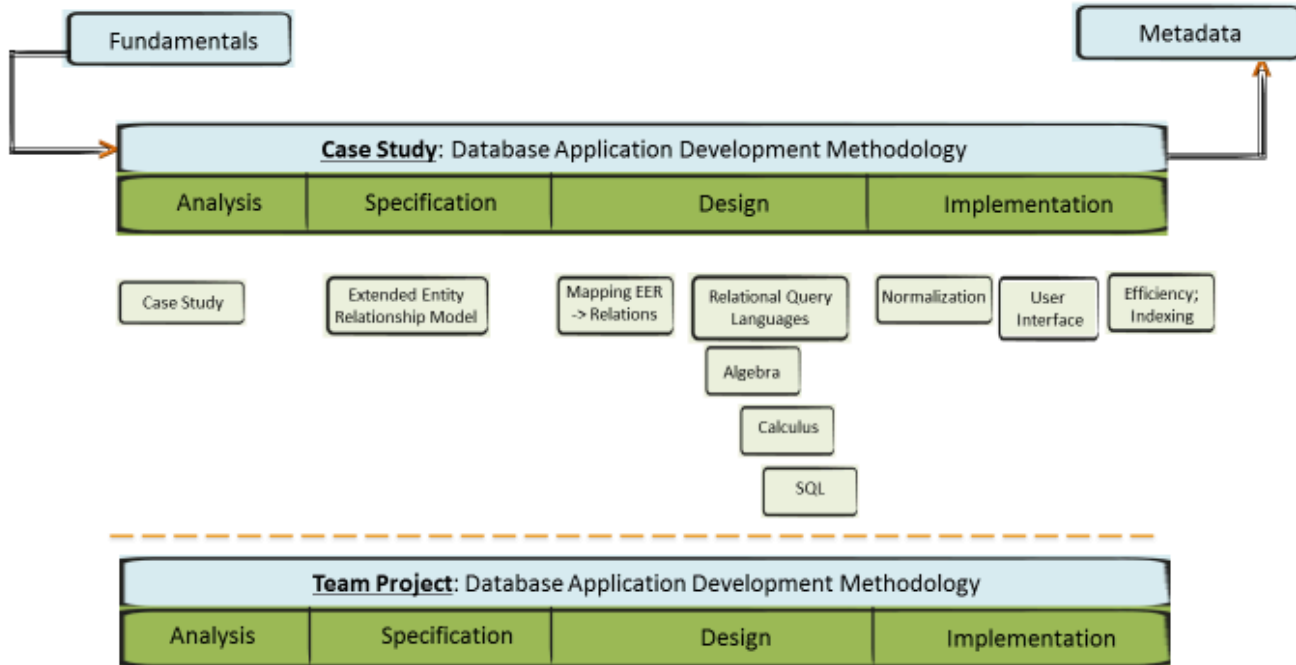 Fundamentals
Metadata
Case Study: Database Application Development Methodology
Analysis
Specification
Design
Implementation
Case Study
Extended Entity
Relationship Model
Mapping EER
-> Relations
Relational Query
Languages
Normalization
User
Interface
Efficiency;
Indexing
Algebra
Calculus
SQL
Team Project: Database Application Development Methodology
Analysis
Specification
Design
Implementation